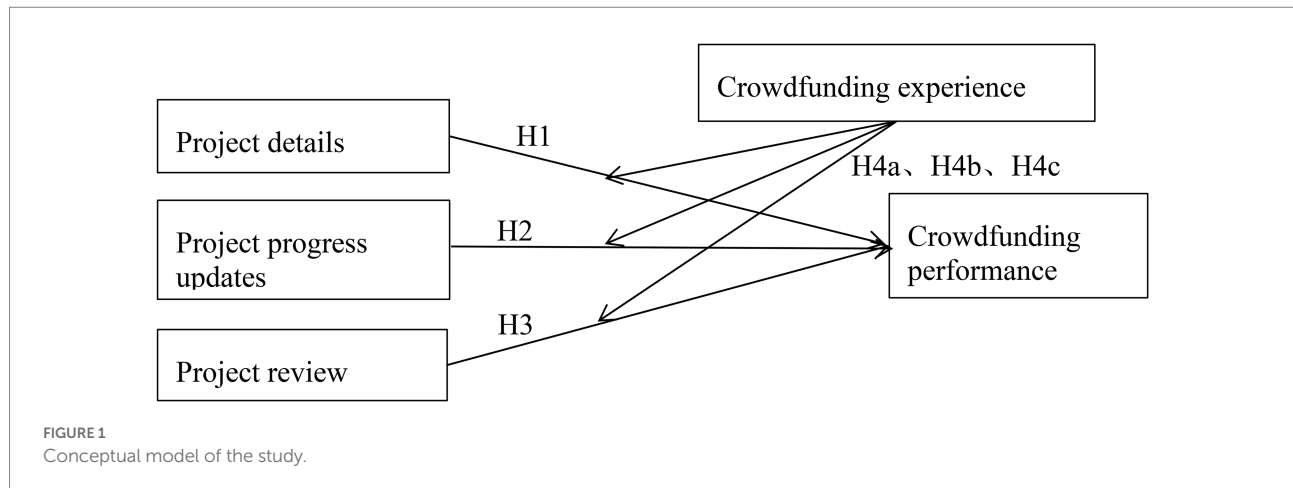 Crowdfunding experience
Project details
H1
H4a、H4b、H4c
Project progress
updates
H2
Crowdfunding
performance
H3
Project review
FIGURE 1
Conceptual model of the study.